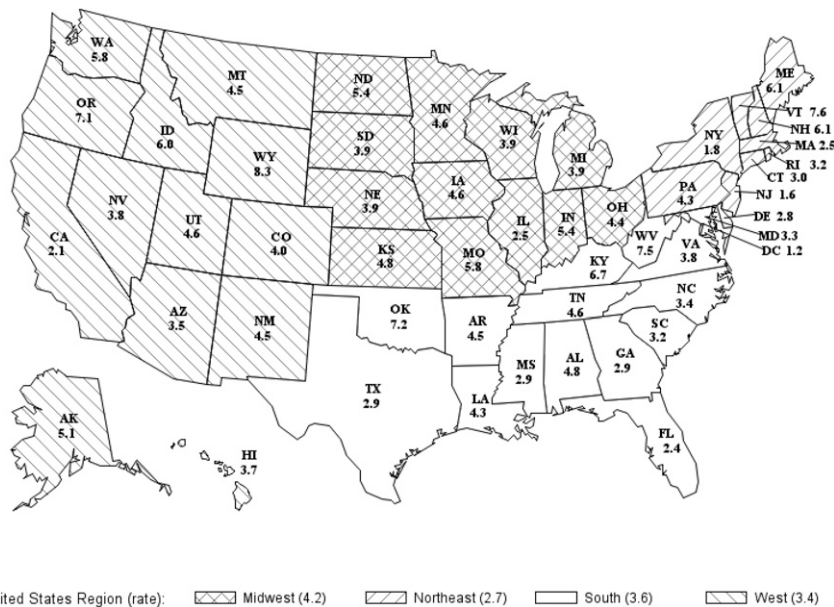 WA
5.8
MT
4.5
ND
5.4
MN
4.6
ME
6.1
OR
7.1
ID
6.0
SD
3.9
WI
3.9
MI
3.9
NY
1.8
VT 7.6
NH 6.1
MA 2.5
RI 3.2
CT 3.0
WY
8.3
NE
3.9
IA
4.6
PA
4.3
NJ 1.6
NV
3.8
UT
4.6
CO
4.0
KS
4.8
MO
5.8
IL
2.5
IN
5.4
OH
4.4
WV
7.5
DE 2.8
MD 3.3
DC 1.2
CA
2.1
VA
3.8
KY
6.7
AZ
3.5
NM
4.5
OK
7.2
AR
4.5
TN
4.6
NC
3.4
SC
3.2
TX
2.9
LA
4.3
MS
2.9
AL
4.8
GA
2.9
FL
2.4
AK
5.1
HI
3.7
ited States Region (rate): Midwest (4.2) Northeast (2.7) South (3.6) West (3.4)